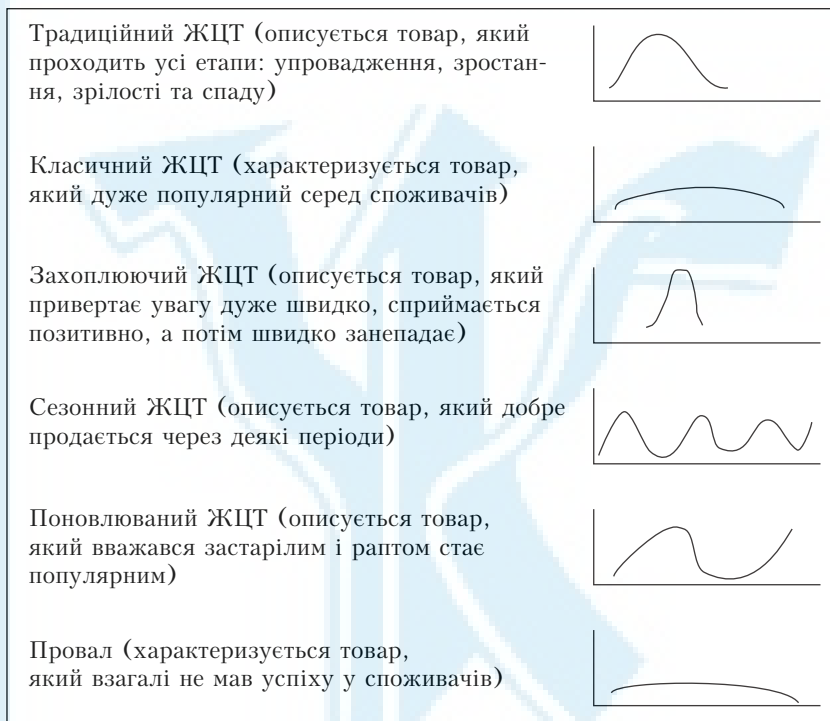 Традиційний ЖЦТ (описується товар, який
проходить усі етапи: упровадження, зростан-
ня, зрілості та спаду)
Класичний ЖЦТ (характеризується товар,
який дуже популярний серед споживачів)
Захоплюючий ЖЦТ (описується товар, який
привертає увагу дуже швидко, сприймається
позитивно, а потім швидко занепадає)
Сезонний ЖЦТ (описується товар, який добре
продається через деякі періоди)
Поновлюваний ЖЦТ (описується товар,
який вважався застарілим і раптом стає
популярним)
Провал (характеризується товар,
який взагалі не мав успіху у споживачів)